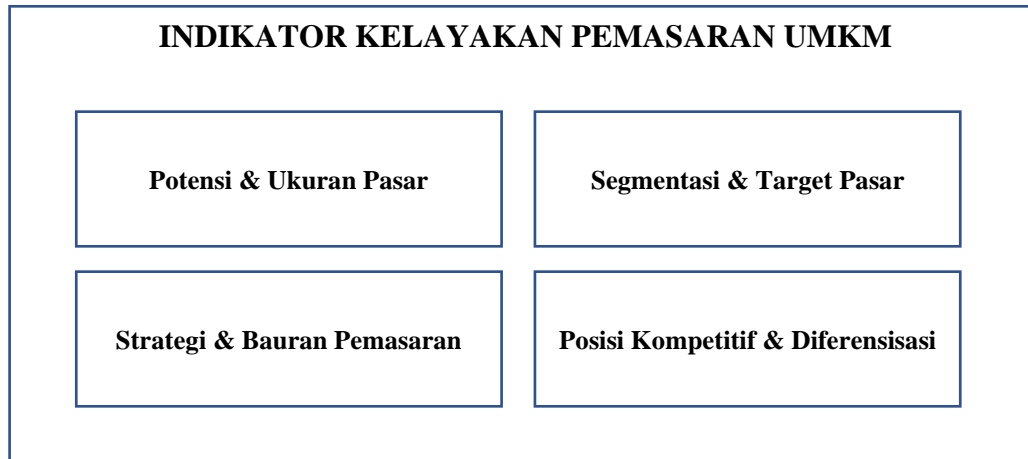 INDIKATOR KELAYAKAN PEMASARAN UMKM
Potensi & Ukuran Pasar
Segmentasi & Target Pasar
Strategi & Bauran Pemasaran
Posisi Kompetitif & Diferensisasi